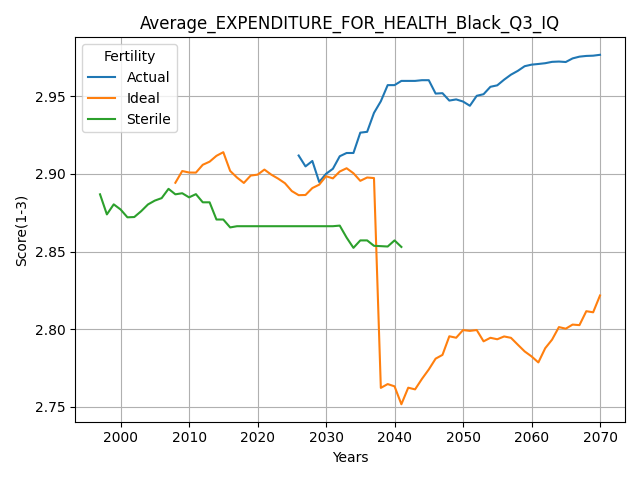 Average_EXPENDITURE_FOR_HEALTH_Black_Q3_IQ
Fertility
Actual
Ideal
Sterile
Score(1-3)
2.95
2.90
2.85
2.80
2.75
2000 2010 2020 2030 2040 2050 2060 2070
Years